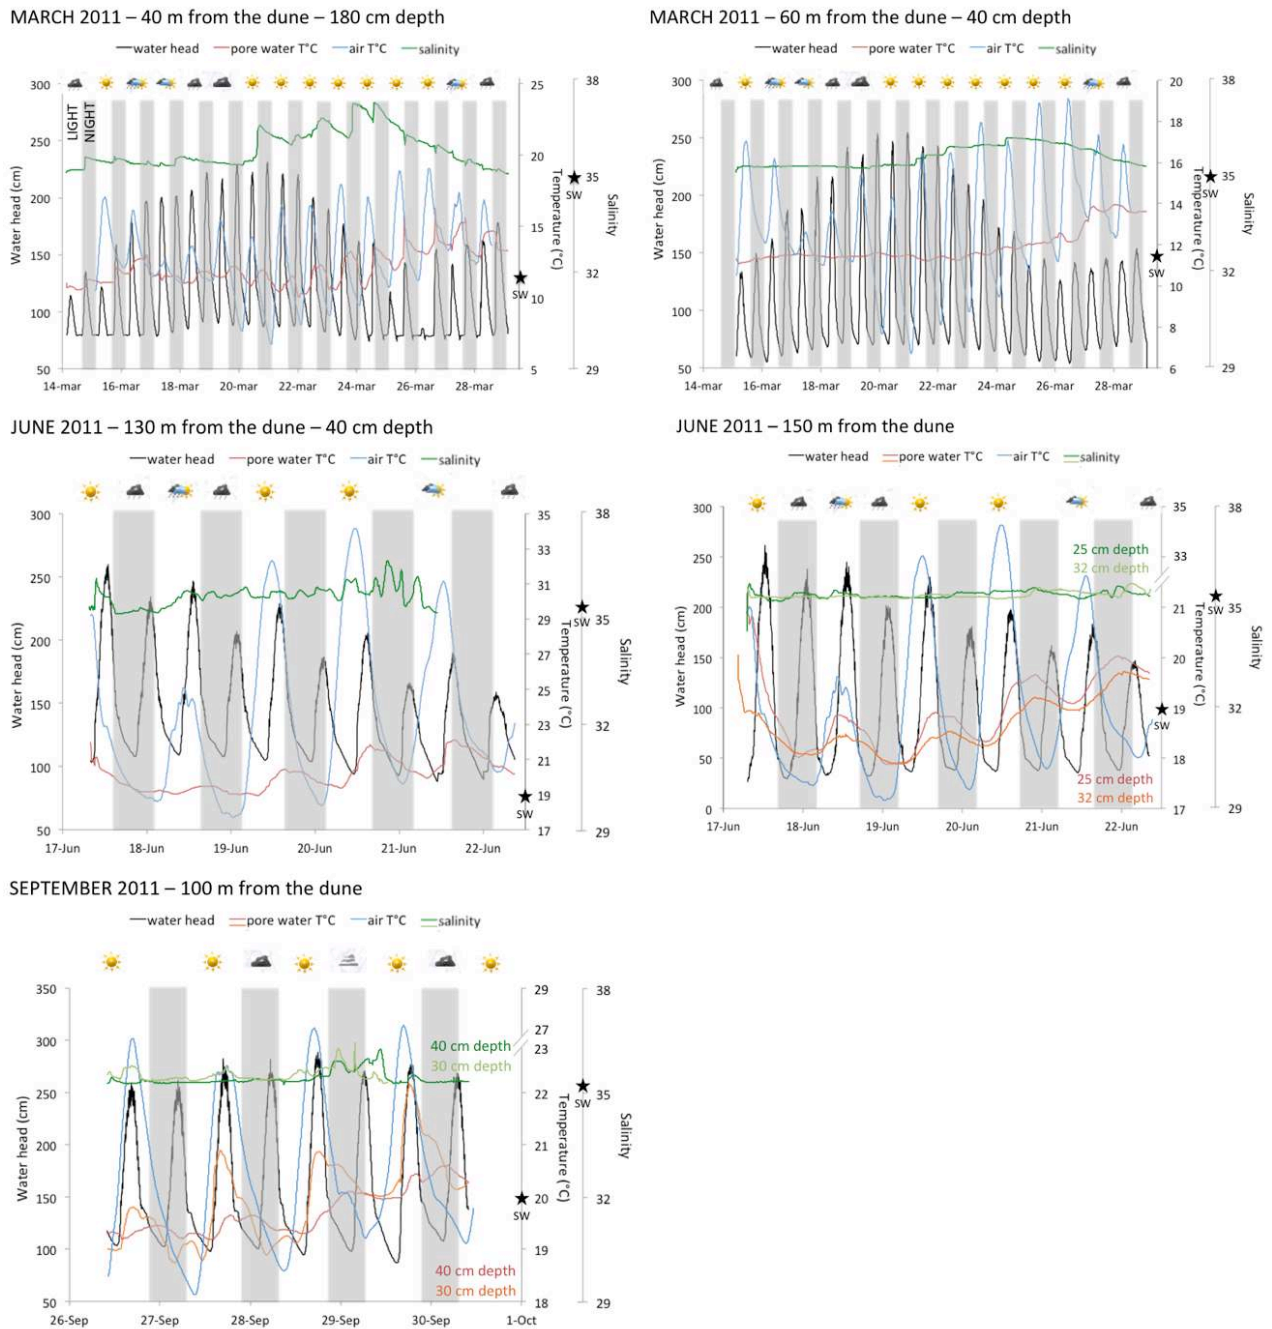 MARCH 2011 – 40 m from the dune – 180 cm depth
water head pore water T°C air T°C salinity
LIGHT
NIGHT
300
250
200
150
100
50
Water head (cm)
25
20
15
10
5
Temperature (°C)
38
35
32
29
Salinity
SW
SW
14-mar 16-mar 18-mar 20-mar 22-mar 24-mar 26-mar 28-mar
MARCH 2011 – 60 m from the dune – 40 cm depth
water head pore water T°C air T°C salinity
300
250
200
150
100
50
Water head (cm)
20
18
16
14
12
10
8
6
Temperature (°C)
38
35
32
29
Salinity
SW
SW
14-mar 16-mar 18-mar 20-mar 22-mar 24-mar 26-mar 28-mar
JUNE 2011 – 130 m from the dune – 40 cm depth
water head pore water T°C air T°C salinity
300
250
200
150
100
50
Water head (cm)
35
33
31
29
27
25
23
21
19
17
Temperature (°C)
38
35
32
29
Salinity
SW
SW
17-Jun 18-Jun 19-Jun 20-Jun 21-Jun 22-Jun
JUNE 2011 – 150 m from the dune
water head pore water T°C air T°C salinity
300
250
200
150
100
50
0
Water head (cm)
25 cm depth
32 cm depth
25 cm depth
32 cm depth
35
33
21
20
19
18
17
Temperature (°C)
38
35
32
29
Salinity
SW
SW
17-Jun 18-Jun 19-Jun 20-Jun 21-Jun 22-Jun
SEPTEMBER 2011 – 100 m from the dune
water head pore water T°C air T°C salinity
350
300
250
200
150
100
50
Water head (cm)
40 cm depth
30 cm depth
40 cm depth
30 cm depth
29
27
23
22
21
20
19
18
Temperature (°C)
38
35
32
29
Salinity
SW
SW
26-Sep 27-Sep 28-Sep 29-Sep 30-Sep 1-Oct